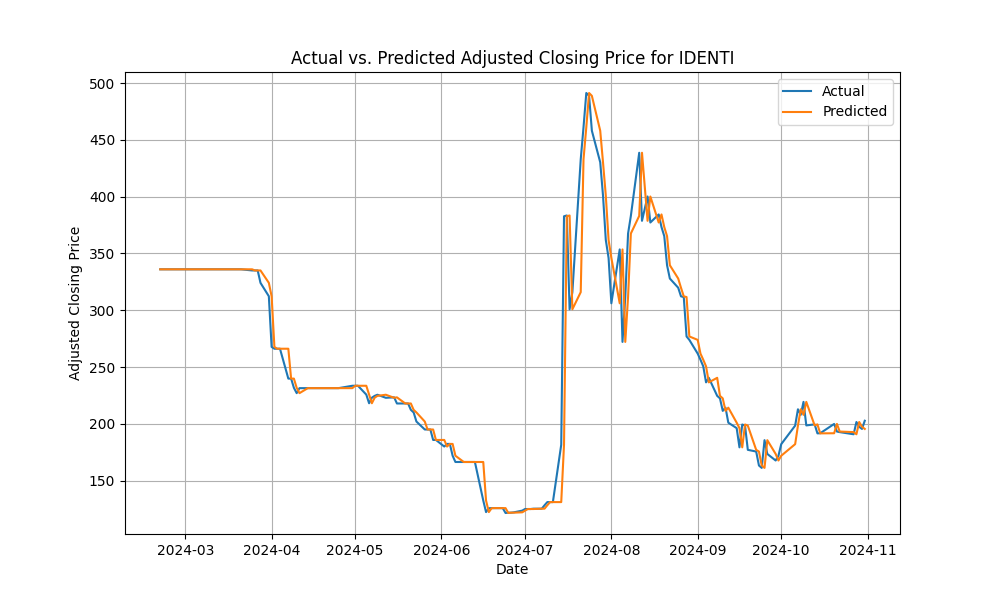 Actual vs. Predicted Adjusted Closing Price for IDENTI
Actual
Predicted
500
450
400
350
300
250
200
150
Adjusted Closing Price
2024-03 2024-04 2024-05 2024-06 2024-07 2024-08 2024-09 2024-10 2024-11
Date